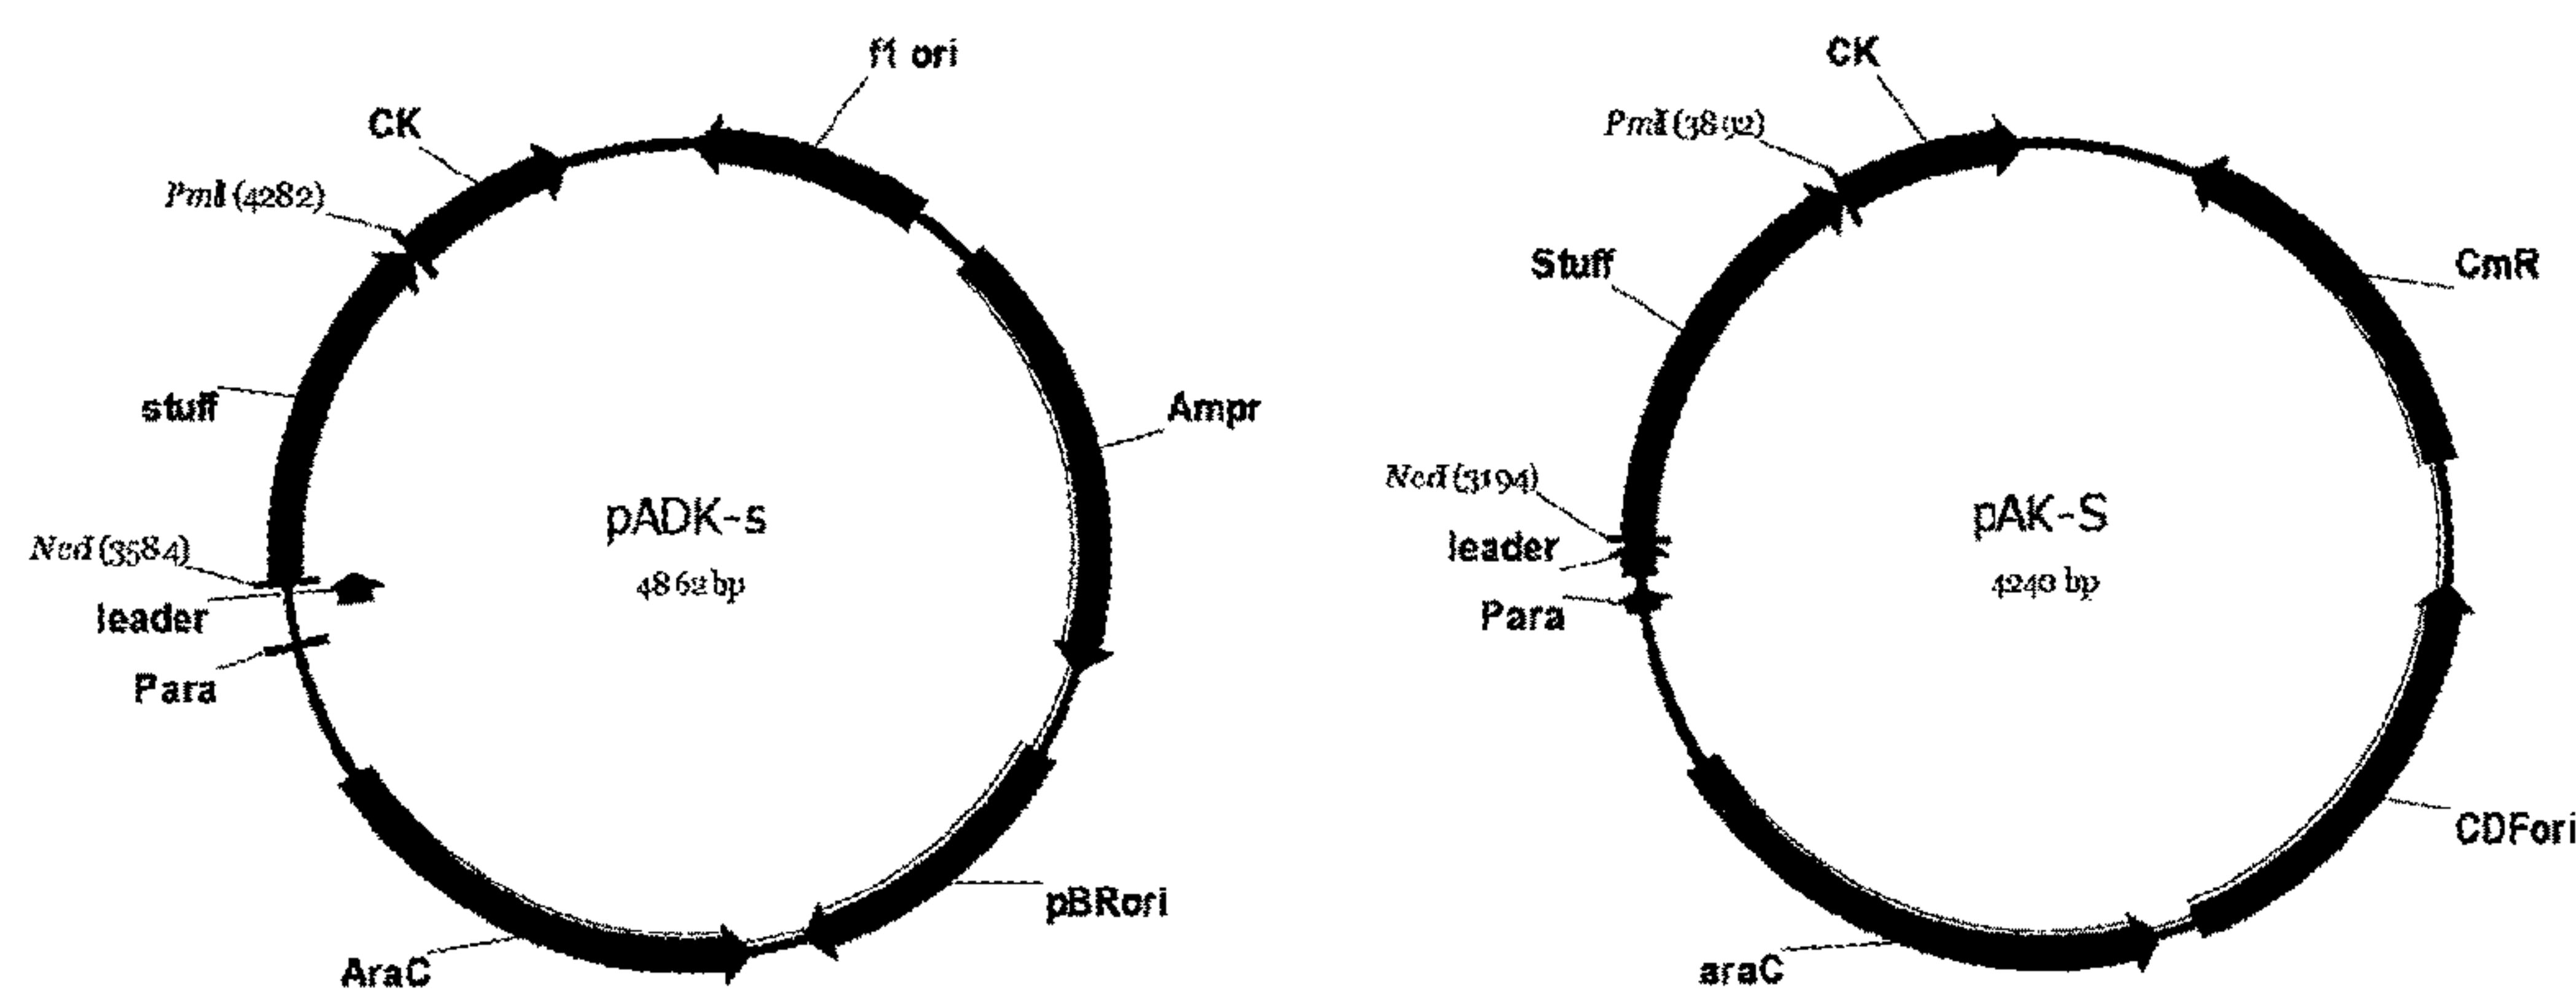 f1 ori
CK
PmlI (4282)
stuff
NcoI (3584)
leader
Para
AraC
pBRori
Ampr
pADK-s
4862 bp
CK
PmlI (3892)
Stuff
NcoI (3194)
leader
Para
araC
CDFori
CmR
pAK-S
4240 bp